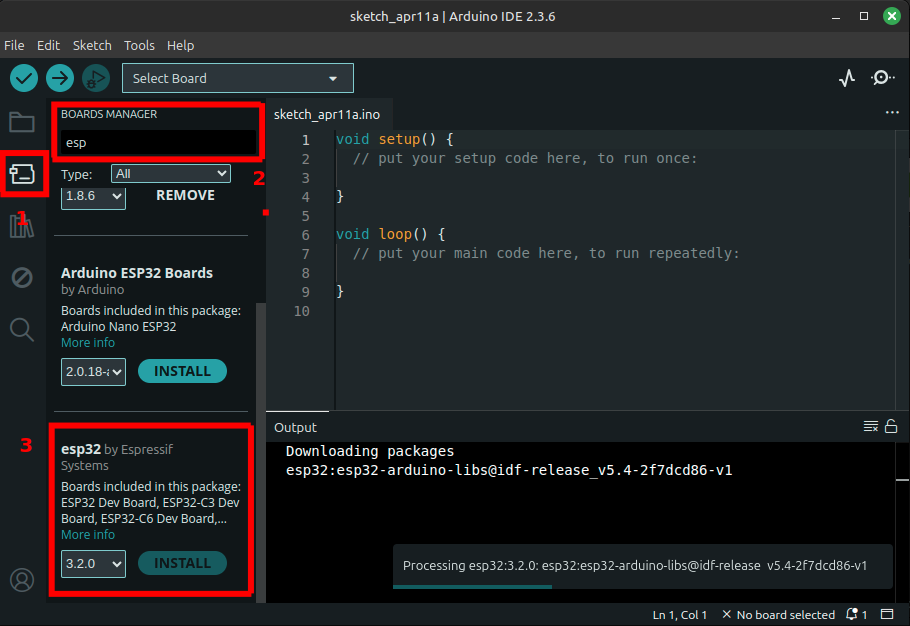 sketch_apr11a | Arduino IDE 2.3.6
File Edit Sketch Tools Help
Select Board
BOARDS MANAGER
esp
Type: All
1.8.6 REMOVE
Arduino ESP32 Boards
by Arduino
Boards included in this package:
Arduino Nano ESP32
More info
2.0.18-a INSTALL
esp32 by Espressif
Systems
Boards included in this package:
ESP32 Dev Board, ESP32-C3 Dev
Board, ESP32-C6 Dev Board,...
More info
3.2.0 INSTALL
1
2
3
sketch_apr11a.ino
1 void setup() {
2 // put your setup code here, to run once:
3
4 }
5
6 void loop() {
7 // put your main code here, to run repeatedly:
8
9 }
10
Output
Downloading packages
esp32:esp32-arduino-libs@idf-release_v5.4-2f7dcd86-v1
Processing esp32:3.2.0: esp32:esp32-arduino-libs@idf-release v5.4-2f7dcd86-v1
Ln 1, Col 1 No board selected 1